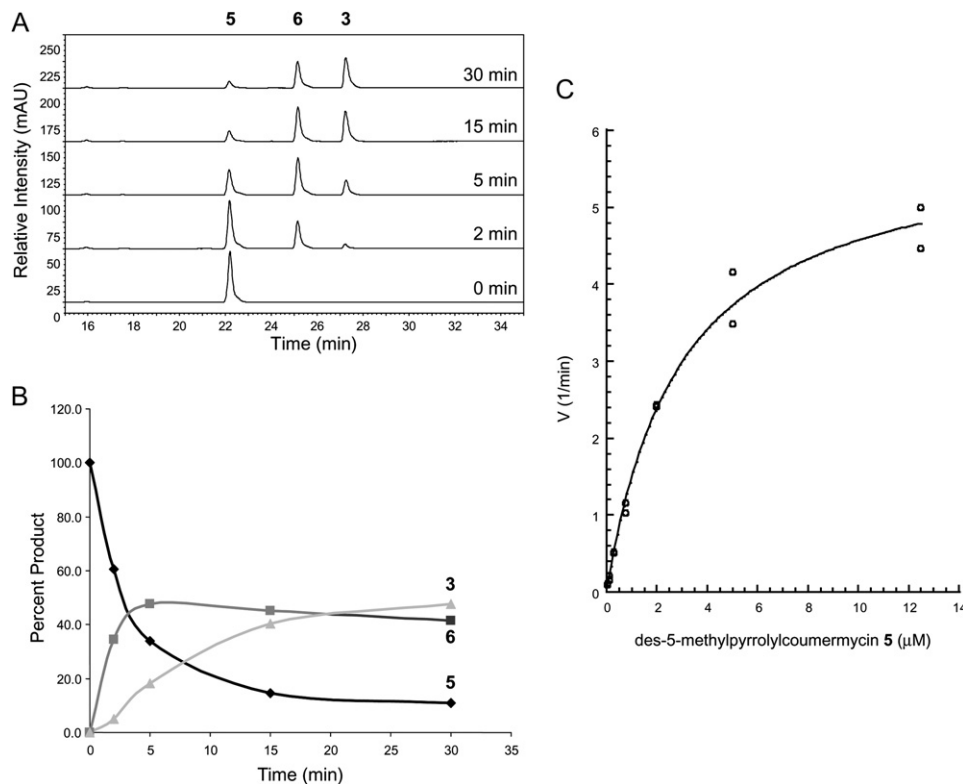 A
5 6 3
Relative Intensity (mAU)
250
225
200
175
150
125
100
75
50
25
0
30 min
15 min
5 min
2 min
0 min
16 18 20 22 24 26 28 30 32 34
Time (min)
B
Percent Product
120.0
100.0
80.0
60.0
40.0
20.0
0.0
3
6
5
0 5 10 15 20 25 30 35
Time (min)
C
V (1/min)
6
5
4
3
2
1
0
0 2 4 6 8 10 12 14
des-5-methylpyrrolylcoumermycin 5 (μM)